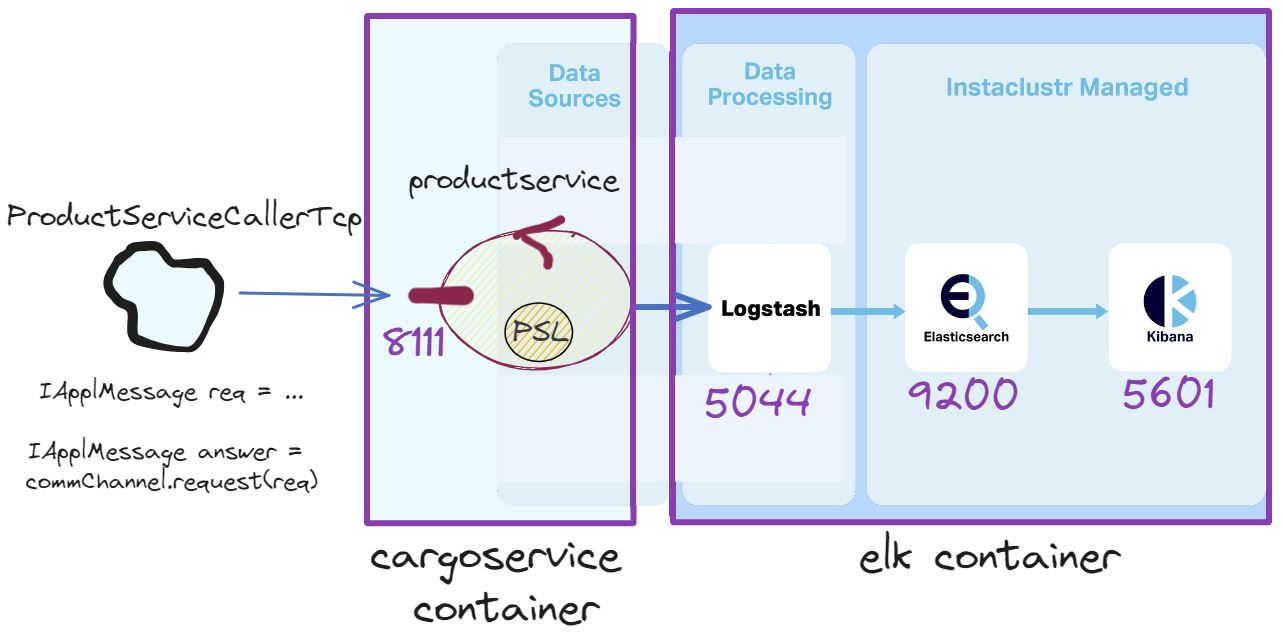 Data
Sources
Data
Processing
Instaclustr Managed
productservice
ProductServiceCallerTcp
8111
PSL
Logstash
Elasticsearch
Kibana
5044
9200
5601
IApplMessage req = ...
IApplMessage answer =
commChannel.request(req)
cargoservice
container
elk container